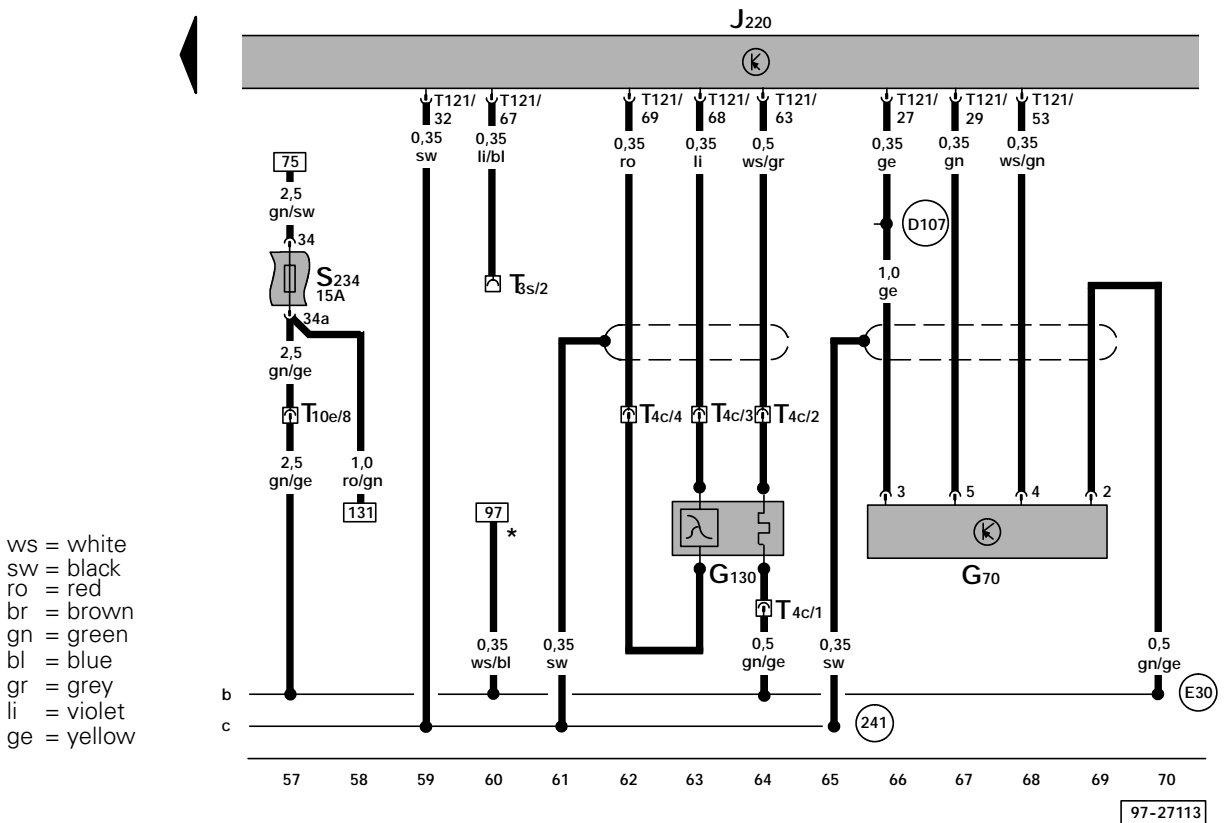 J220
T121/ T121/ T121/ T121/ T121/ T121/ T121/ T121/
32 67 69 68 63 27 29 53
0,35 0,35 0,35 0,35 0,5 0,35 0,35 0,35
sw li/bl ro li ws/gr ge gn ws/gn
75
2,5
gn/sw
D107
34
S234
15A
1,0
ge
T3s/2
34a
2,5
gn/ge
T10e/8 T4c/4 T4c/3 T4c/2
2,5 1,0
gn/ge ro/gn
3 5 4 2
131 97
*
G130 G70
T4c/1
ws = white
sw = black
ro = red
br = brown
gn = green
bl = blue
gr = grey
li = violet
ge = yellow
0,35 0,35 0,5 0,35 0,5
ws/bl sw gn/ge sw gn/ge
b E30
c 241
57 58 59 60 61 62 63 64 65 66 67 68 69 70
97-27113